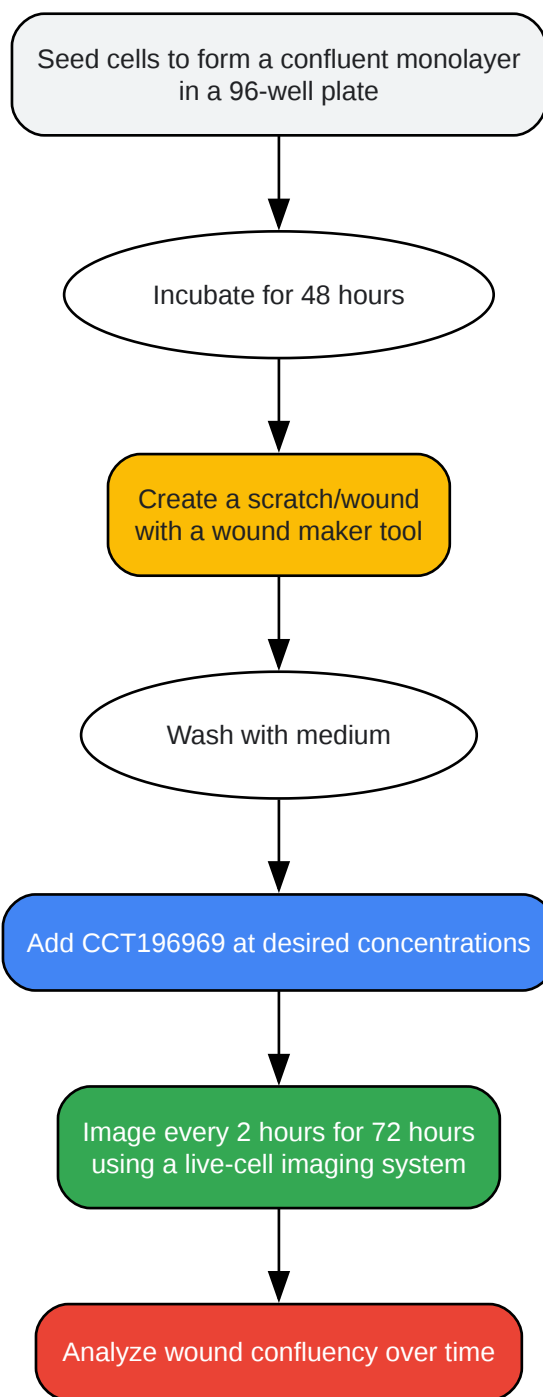 Seed cells to form a confluent monolayer
in a 96-well plate
Incubate for 48 hours
Create a scratch/wound
with a wound maker tool
Wash with medium
Add CCT196969 at desired concentrations
Image every 2 hours for 72 hours
using a live-cell imaging system
Analyze wound confluency over time